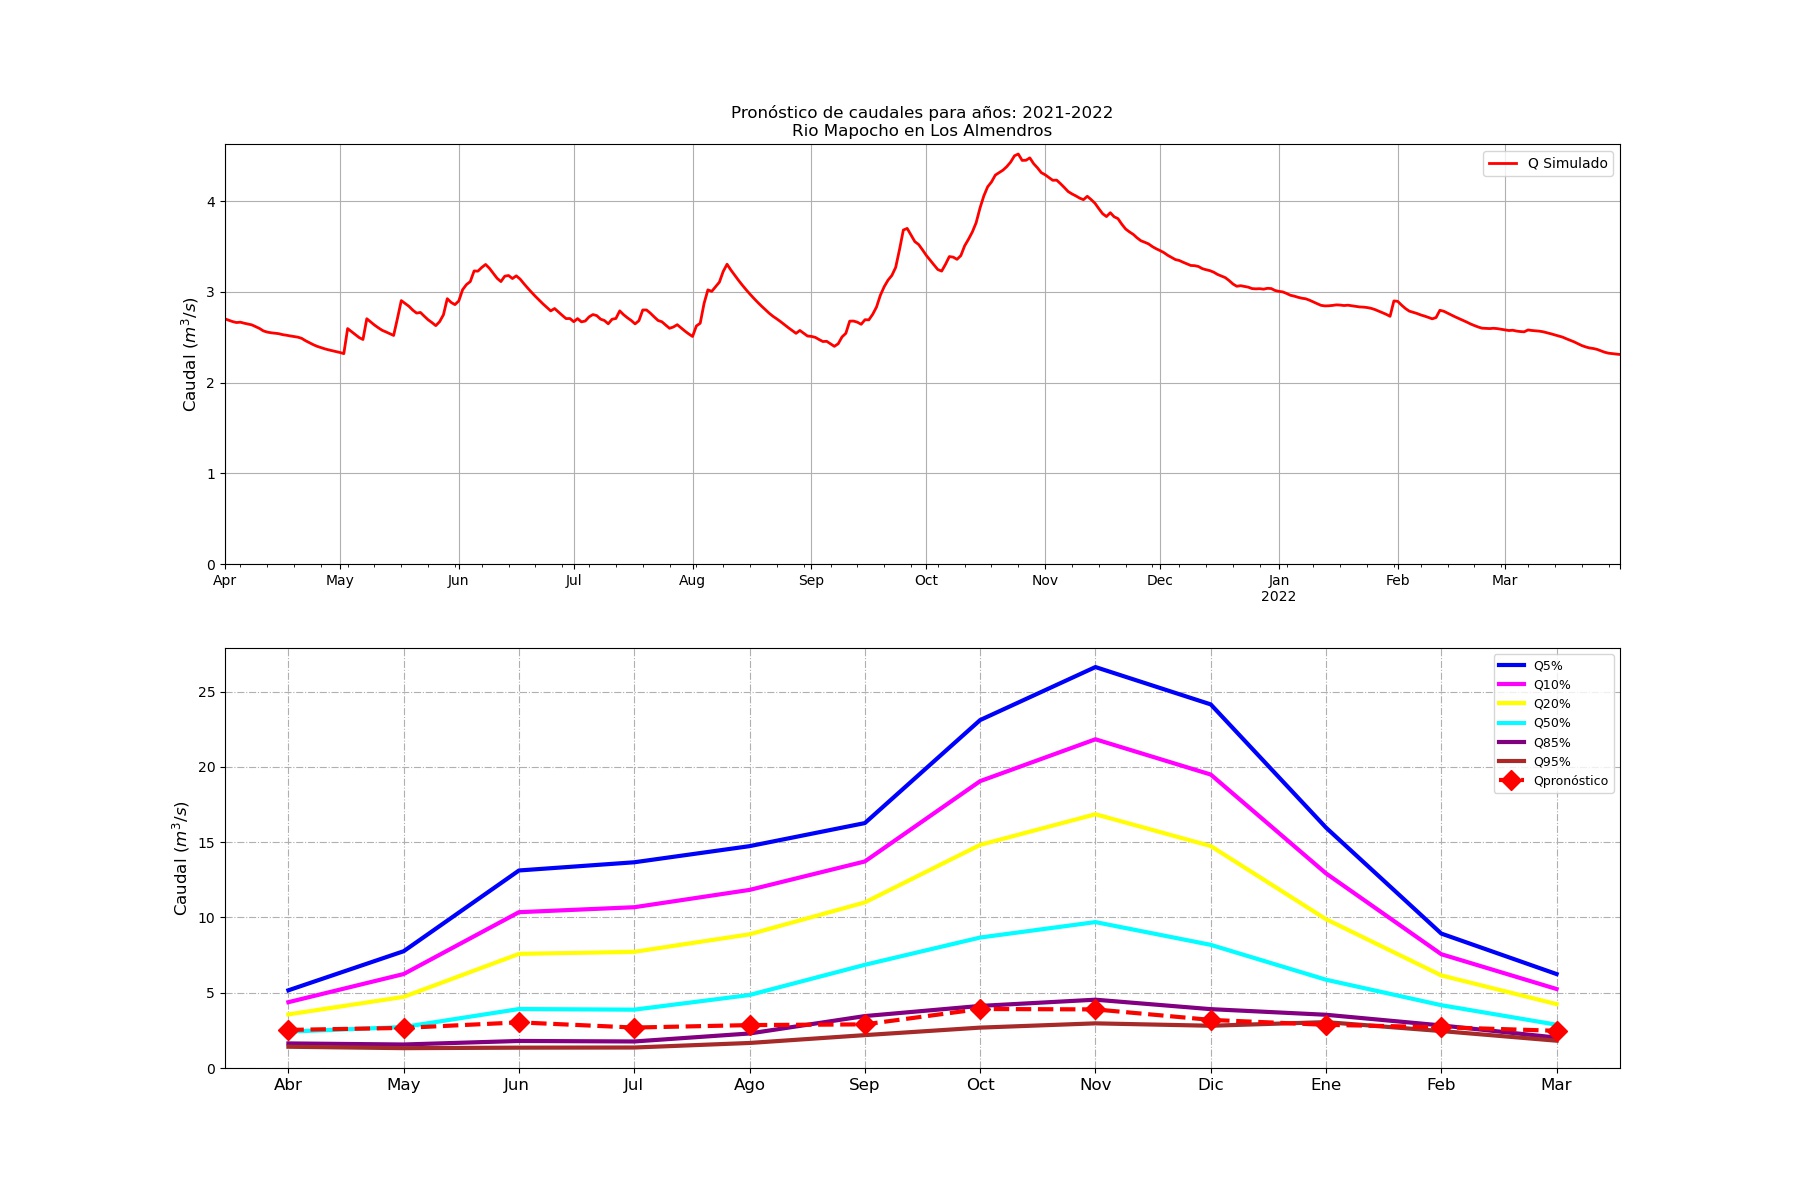 Pronóstico de caudales para años: 2021-2022
Rio Mapocho en Los Almendros
Q Simulado
Caudal (m³/s)
4
3
2
1
0
Apr May Jun Jul Aug Sep Oct Nov Dec Jan Feb Mar
2022
Q5%
Q10%
Q20%
Q50%
Q85%
Q95%
Qpronóstico
Caudal (m³/s)
25
20
15
10
5
0
Abr May Jun Jul Ago Sep Oct Nov Dic Ene Feb Mar